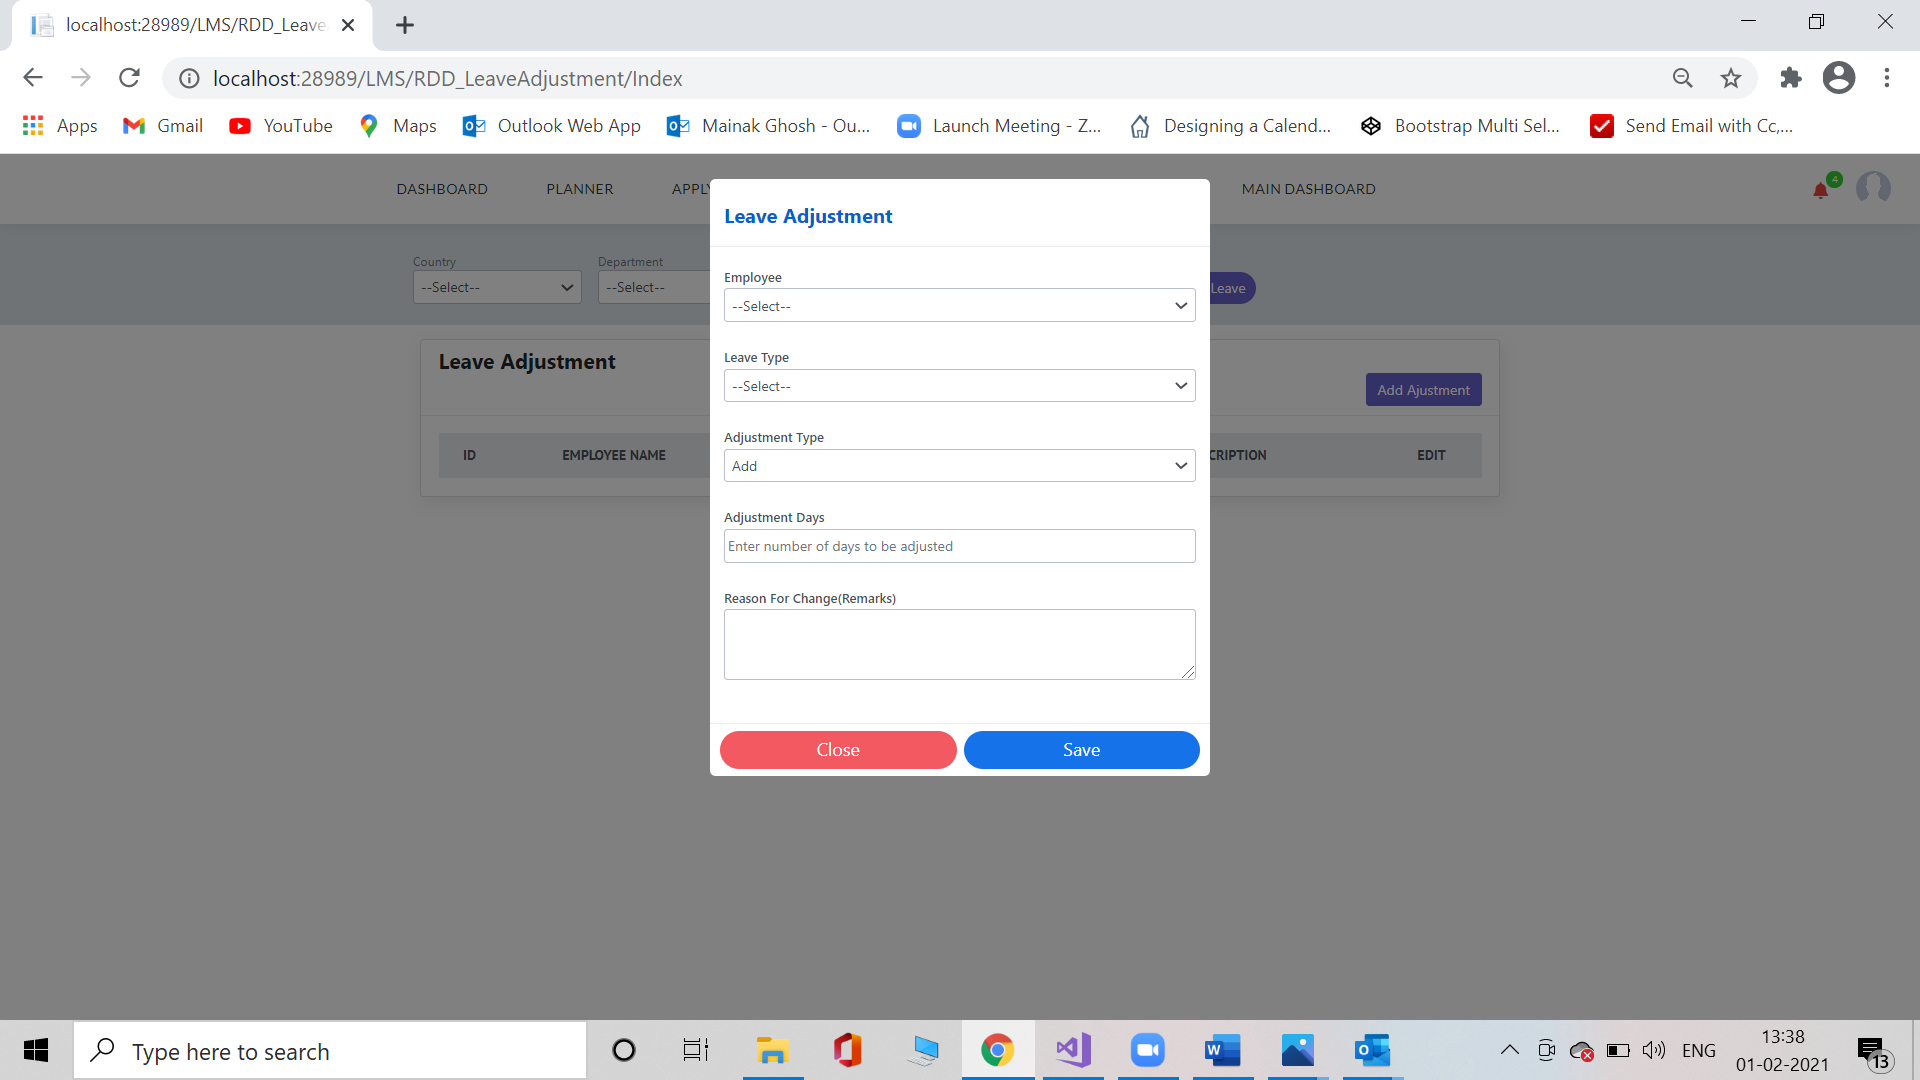 localhost:28989/LMS/RDD_Leave
localhost:28989/LMS/RDD_LeaveAdjustment/Index
Apps
Gmail
YouTube
Maps
Outlook Web App
Mainak Ghosh - Ou...
Launch Meeting - Z...
Designing a Calend...
Bootstrap Multi Sel...
Send Email with Cc,...
DASHBOARD
PLANNER
APPLY
MAIN DASHBOARD
4
Country
--Select--
Department
--Select--
Leave
Leave Adjustment
Add Ajustment
ID
EMPLOYEE NAME
CRIPTION
EDIT
Leave Adjustment
Employee
--Select--
Leave Type
--Select--
Adjustment Type
Add
Adjustment Days
Enter number of days to be adjusted
Reason For Change(Remarks)
Close
Save
Type here to search
ENG
13:38
01-02-2021
13